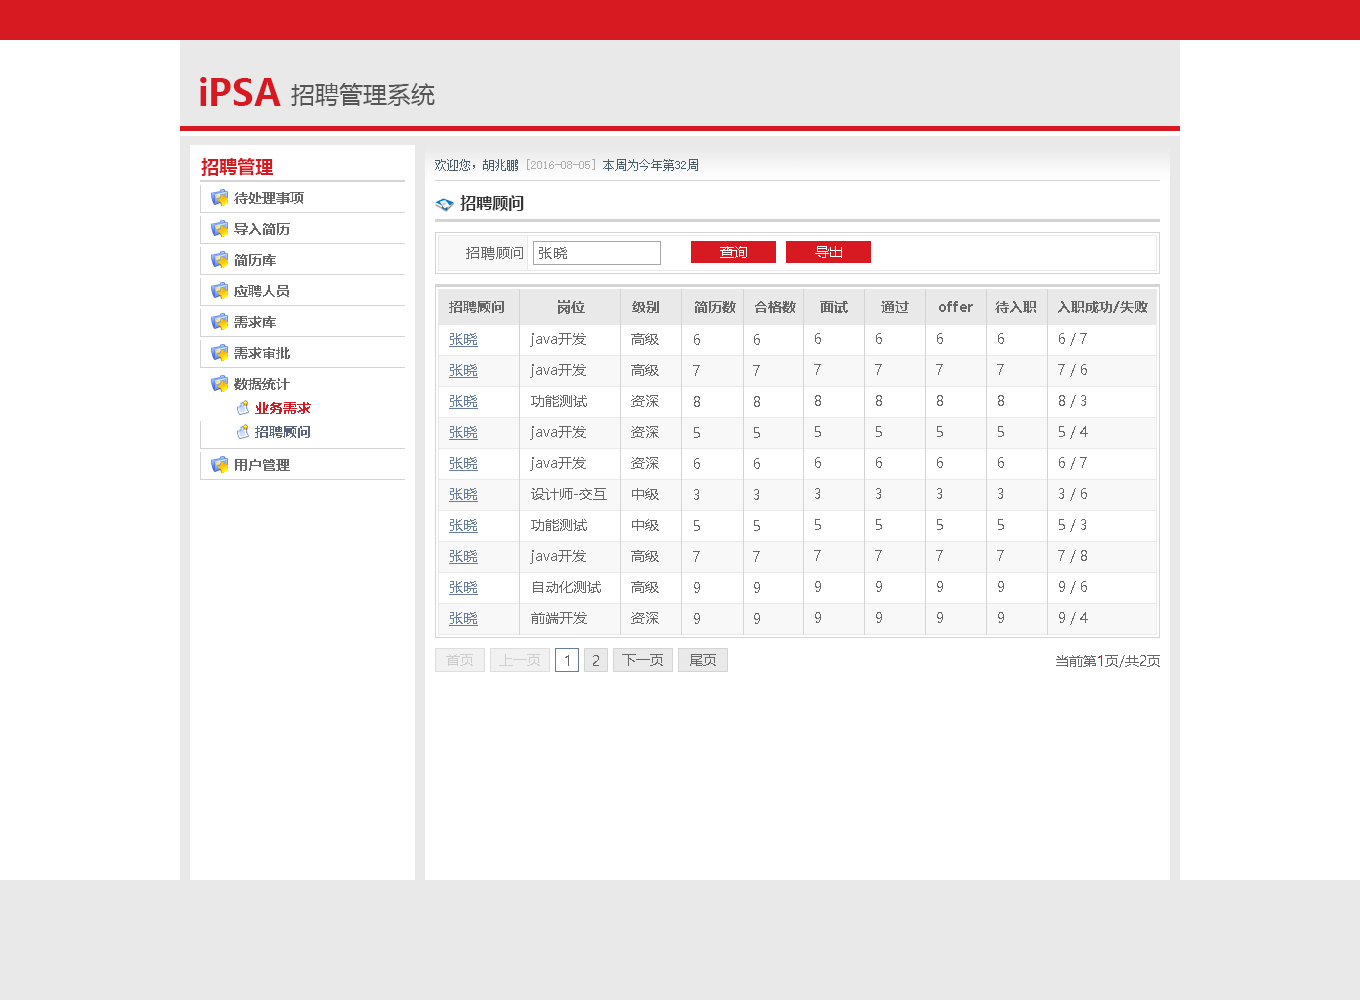 iPSA 招聘管理系统
招聘管理
待处理事项
导入简历
简历库
应聘人员
需求库
需求审批
数据统计
业务需求
招聘顾问
用户管理
欢迎您，胡兆鹏 [2016-08-05] 本周为今年第32周
招聘顾问
招聘顾问 张晓 查询 导出
招聘顾问 岗位 级别 简历数 合格数 面试 通过 offer 待入职 入职成功/失败
张晓 java开发 高级 6 6 6 6 6 6 6 / 7
张晓 java开发 高级 7 7 7 7 7 7 7 / 6
张晓 功能测试 资深 8 8 8 8 8 8 8 / 3
张晓 java开发 资深 5 5 5 5 5 5 5 / 4
张晓 java开发 资深 6 6 6 6 6 6 6 / 7
张晓 设计师-交互 中级 3 3 3 3 3 3 3 / 6
张晓 功能测试 中级 5 5 5 5 5 5 5 / 3
张晓 java开发 高级 7 7 7 7 7 7 7 / 8
张晓 自动化测试 高级 9 9 9 9 9 9 9 / 6
张晓 前端开发 资深 9 9 9 9 9 9 9 / 4
首页 上一页 1 2 下一页 尾页 当前第1页/共2页